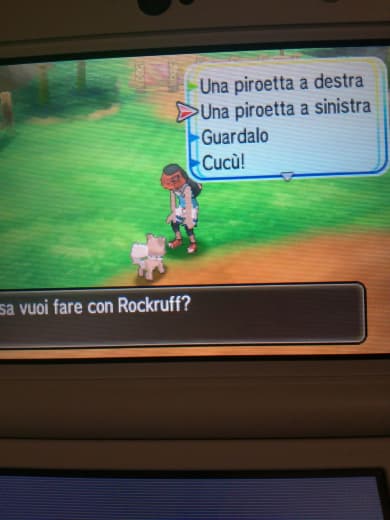 Una piroetta a destra
Una piroetta a sinistra
Guardalo
Cucù!
sa vuoi fare con Rockruff?